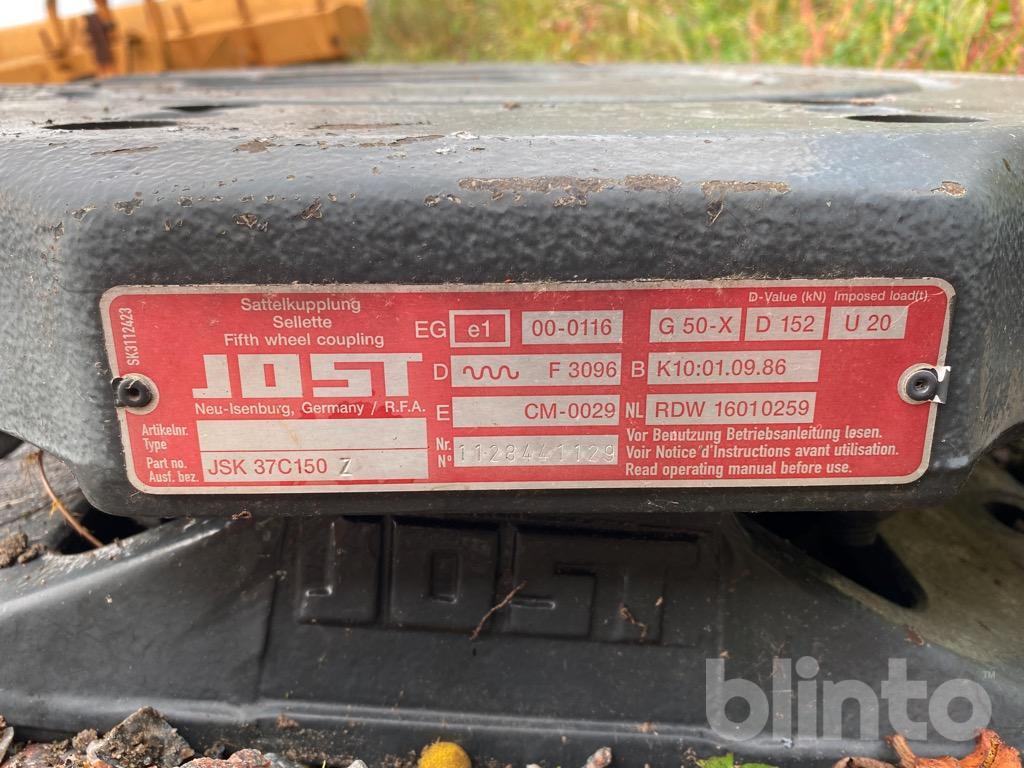 SK3112423
Sattelkupplung
Sellette
Fifth wheel coupling
JOST
Neu-Isenburg, Germany / R.F.A.
Artikelnr.
Type
Part no.
Ausf. bez.
JSK 37C150 Z
EG e1 00-0116
D F 3096
E CM-0029
Nr.
N° 1128441129
D-Value (kN) Imposed load(t)
G 50-X D 152 U 20
B K10:01.09.86
NL RDW 16010259
Vor Benutzung Betriebsanleitung lesen.
Voir Notice d'Instructions avant utilisation.
Read operating manual before use.
JOST
blinto™